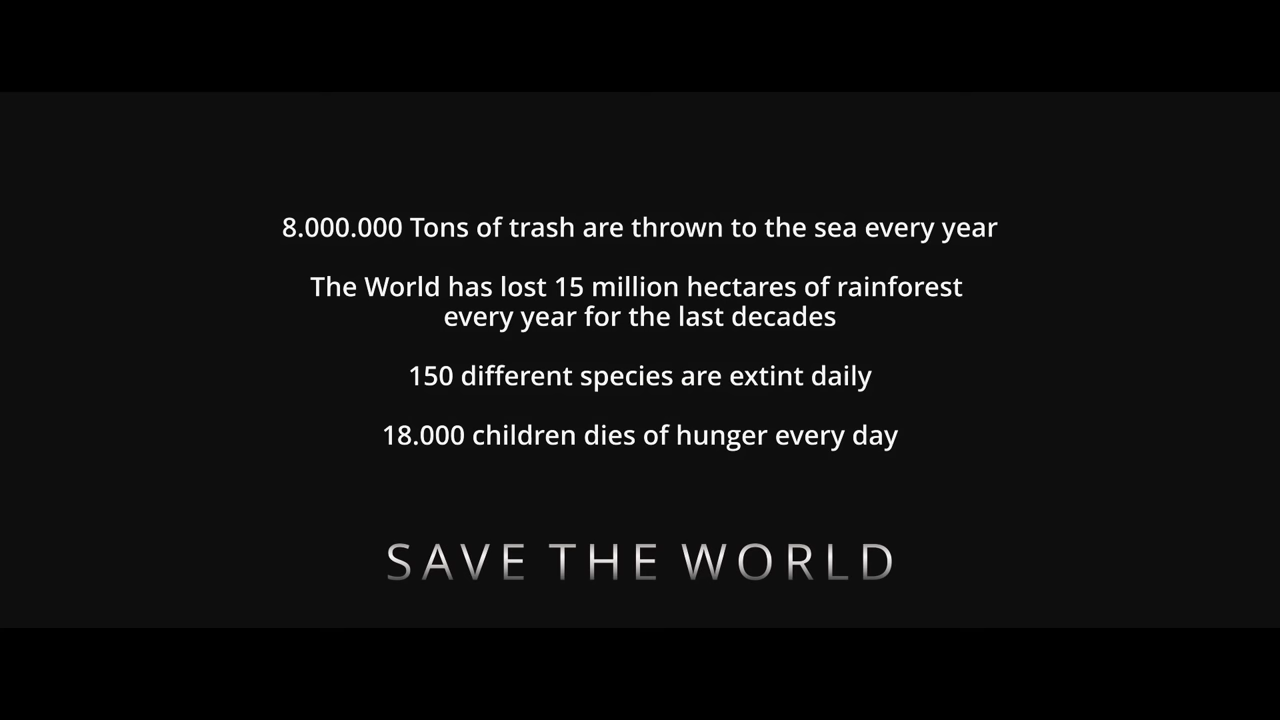 8.000.000 Tons of trash are thrown to the sea every year
The World has lost 15 million hectares of rainforest
every year for the last decades
150 different species are extint daily
18.000 children dies of hunger every day
SAVE THE WORLD